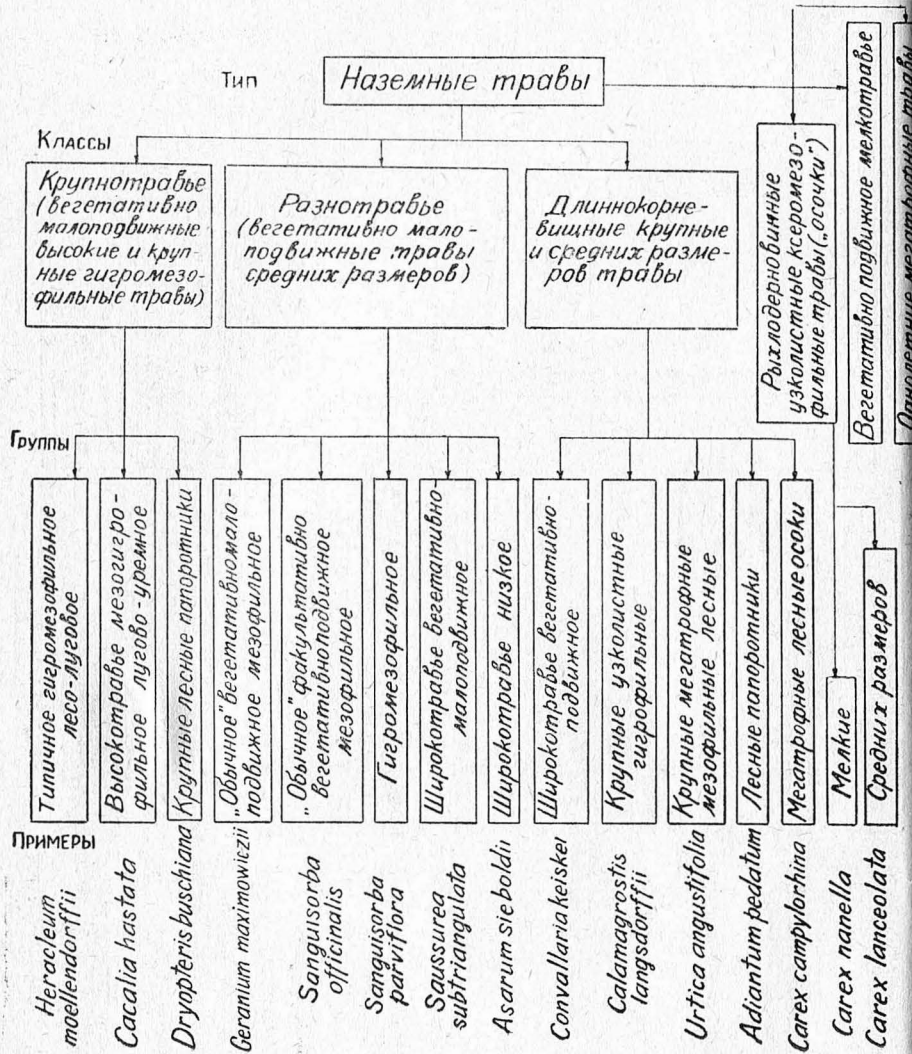 Тип
Наземные травы
Классы
Крупнотравье
(вегетативно
малоподвижные
высокие и круп-
ные гигромезо-
фильные травы)
Разнотравье
(вегетативно мало-
подвижные травы
средних размеров)
Длиннокорне-
вищные крупные
и средних разме-
ров травы
Рыхлодерновинные
узколистные ксеромезо-
фильные травы („осочки")
Вегетативно подвижное мелкотравье
Группы
Типичное гигромезофильное
лесо-луговое
Высокотравье мезогигро-
фильное лугово-уремное
Крупные лесные папоротники
„Обычное" вегетативно мало-
подвижное мезофильное
„Обычное" факультативно
вегетативно подвижное
мезофильное
Гигромезофильное
Широкотравье вегетативно-
малоподвижное
Широкотравье низкое
Широкотравье вегетативно-
подвижное
Крупные узколистные
гигрофильные
Крупные мегатрофные
мезофильные лесные
Лесные папоротники
Мегатрофные лесные осоки
Мелкие
Средних размеров
Примеры
Heracleum
moellendorffii
Cacalia hastata
Dryopteris buschiana
Geranium maximowiczii
Sanguisorba
officinalis
Sanguisorba
parviflora
Saussurea
subtriangulata
Asarum sieboldii
Convallaria keiskei
Calamagrostis
langsdorffii
Urtica angustifolia
Adiantum pedatum
Carex campylorhina
Carex nanella
Carex lanceolata